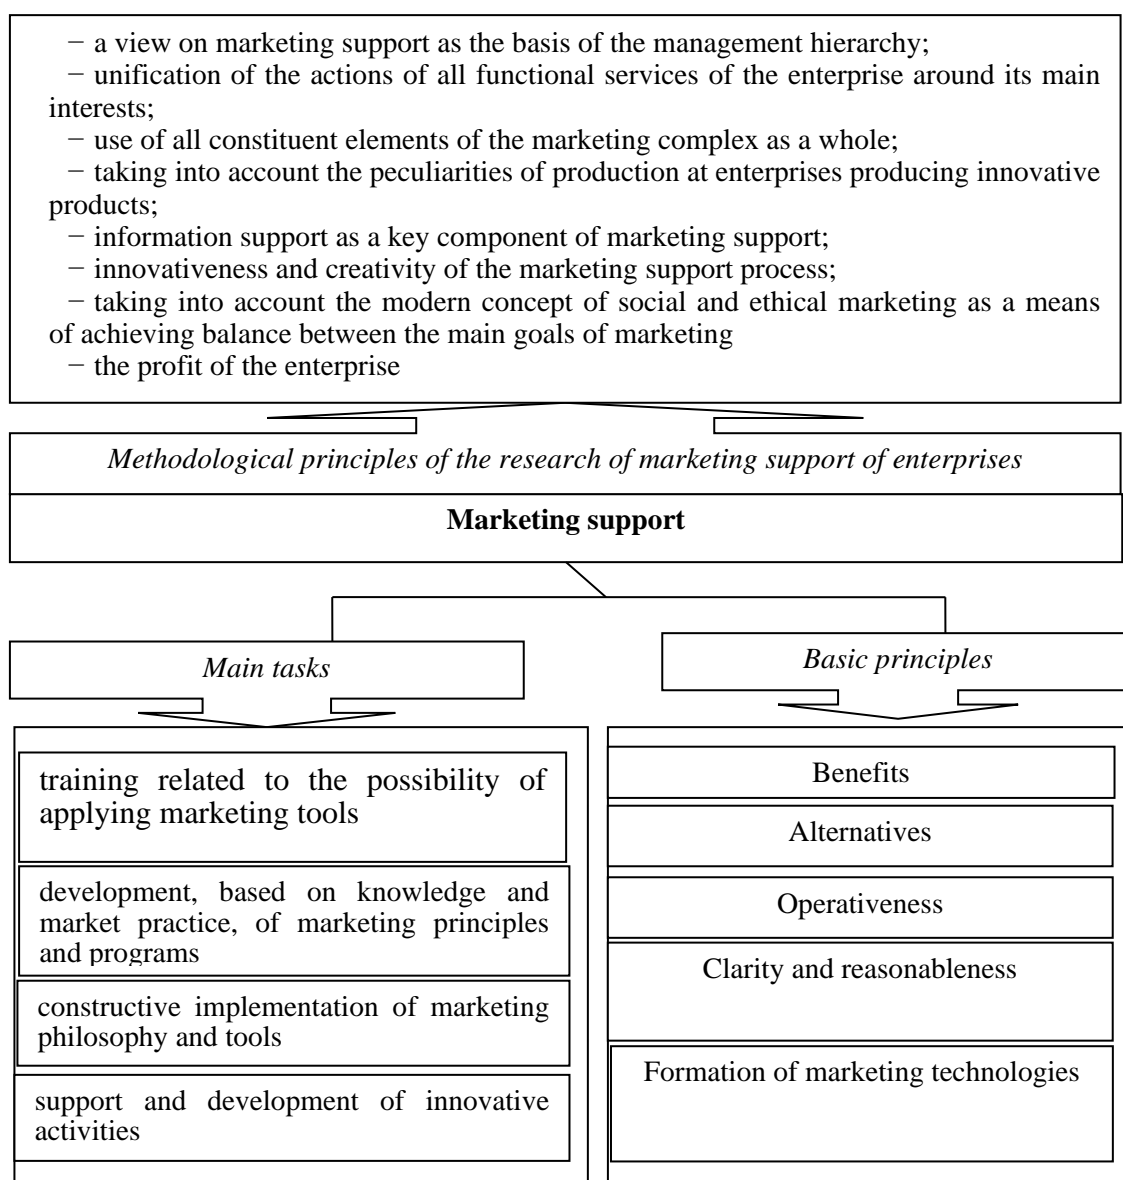 − a view on marketing support as the basis of the management hierarchy;
− unification of the actions of all functional services of the enterprise around its main
interests;
− use of all constituent elements of the marketing complex as a whole;
− taking into account the peculiarities of production at enterprises producing innovative
products;
− information support as a key component of marketing support;
− innovativeness and creativity of the marketing support process;
− taking into account the modern concept of social and ethical marketing as a means
of achieving balance between the main goals of marketing
− the profit of the enterprise
Methodological principles of the research of marketing support of enterprises
Marketing support
Main tasks
training related to the possibility of
applying marketing tools
development, based on knowledge and
market practice, of marketing principles
and programs
constructive implementation of marketing
philosophy and tools
support and development of innovative
activities
Basic principles
Benefits
Alternatives
Operativeness
Clarity and reasonableness
Formation of marketing technologies